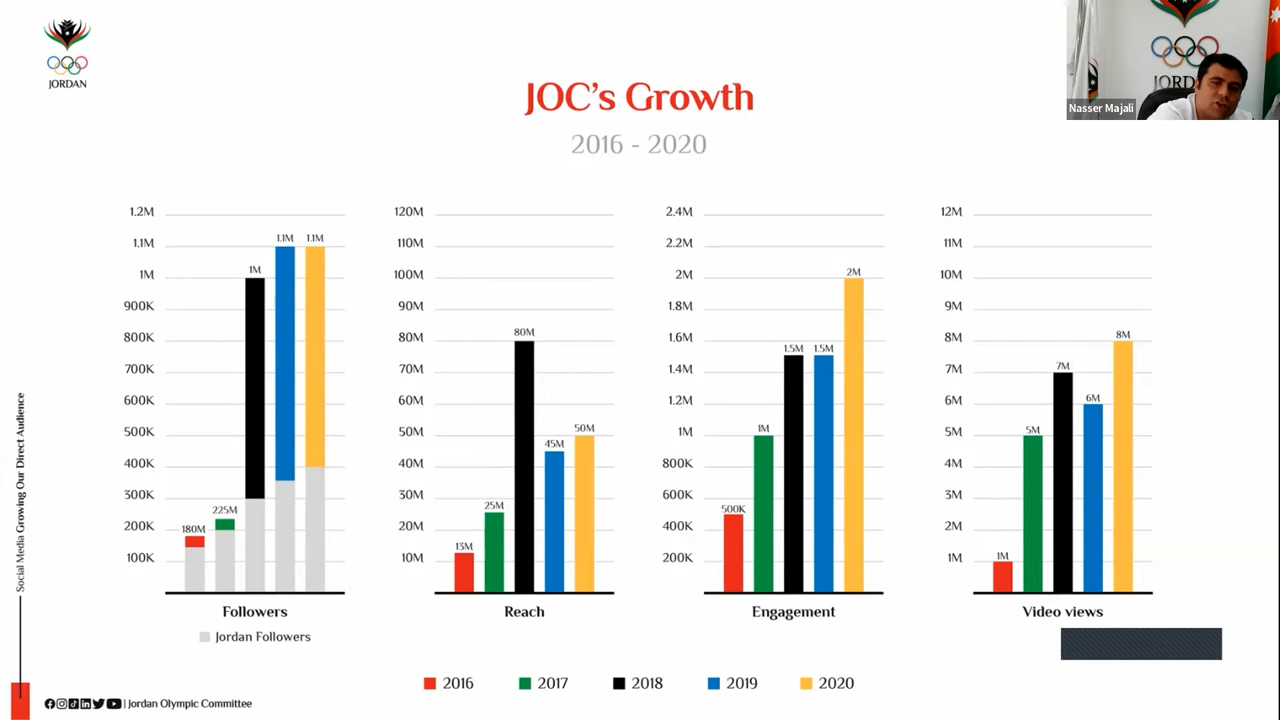 JORDAN
JORDAN
Nasser Majali
JOC's Growth
2016 - 2020
1.2M
1.1M
1M
900K
800K
700K
600K
500K
400K
300K
200K
100K
180M
225M
1M
1.1M
1.1M
Followers
Jordan Followers
120M
110M
100M
90M
80M
70M
60M
50M
40M
30M
20M
10M
13M
25M
80M
45M
50M
Reach
2.4M
2.2M
2M
1.8M
1.6M
1.4M
1.2M
1M
800K
600K
400K
200K
500K
1M
1.5M
1.5M
2M
Engagement
12M
11M
10M
9M
8M
7M
6M
5M
4M
3M
2M
1M
1M
5M
7M
6M
8M
Video views
2016 2017 2018 2019 2020
Social Media Growing Our Direct Audience
| Jordan Olympic Committee